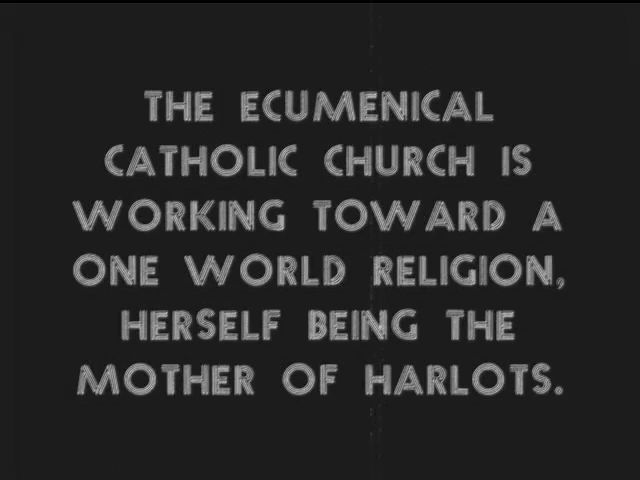 THE ECUMENICAL
CATHOLIC CHURCH IS
WORKING TOWARD A
ONE WORLD RELIGION,
HERSELF BEING THE
MOTHER OF HARLOTS.